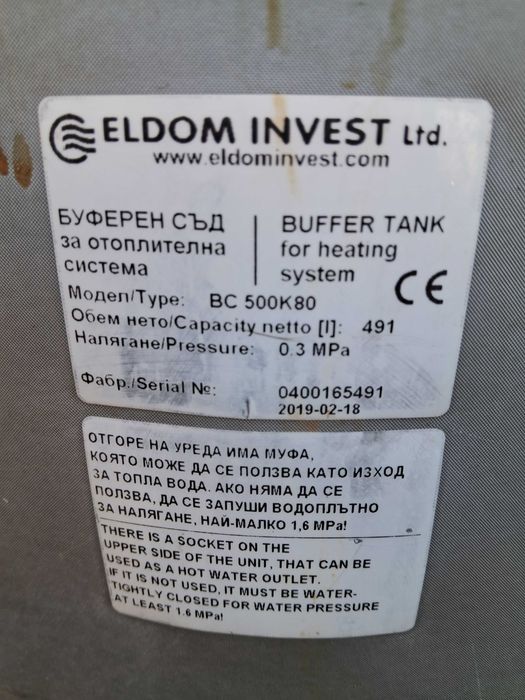 ELDOM INVEST Ltd.
www.eldominvest.com
БУФЕРЕН СЪД
за отоплителна
система
BUFFER TANK
for heating
system
CE
Модел/Type: BC 500K80
Обем нето/Capacity netto [l]: 491
Налягане/Pressure: 0.3 MPa
Фабр./Serial №: 0400165491
2019-02-18
ОТГОРЕ НА УРЕДА ИМА МУФА,
КОЯТО МОЖЕ ДА СЕ ПОЛЗВА КАТО ИЗХОД
ЗА ТОПЛА ВОДА. АКО НЯМА ДА СЕ
ПОЛЗВА, ДА СЕ ЗАПУШИ ВОДОПЛЪТНО
ЗА НАЛЯГАНЕ, НАЙ-МАЛКО 1,6 MPa!
THERE IS A SOCKET ON THE
UPPER SIDE OF THE UNIT, THAT CAN BE
USED AS A HOT WATER OUTLET.
IF IT IS NOT USED, IT MUST BE WATER-
TIGHTLY CLOSED FOR WATER PRESSURE
AT LEAST 1.6 MPa!